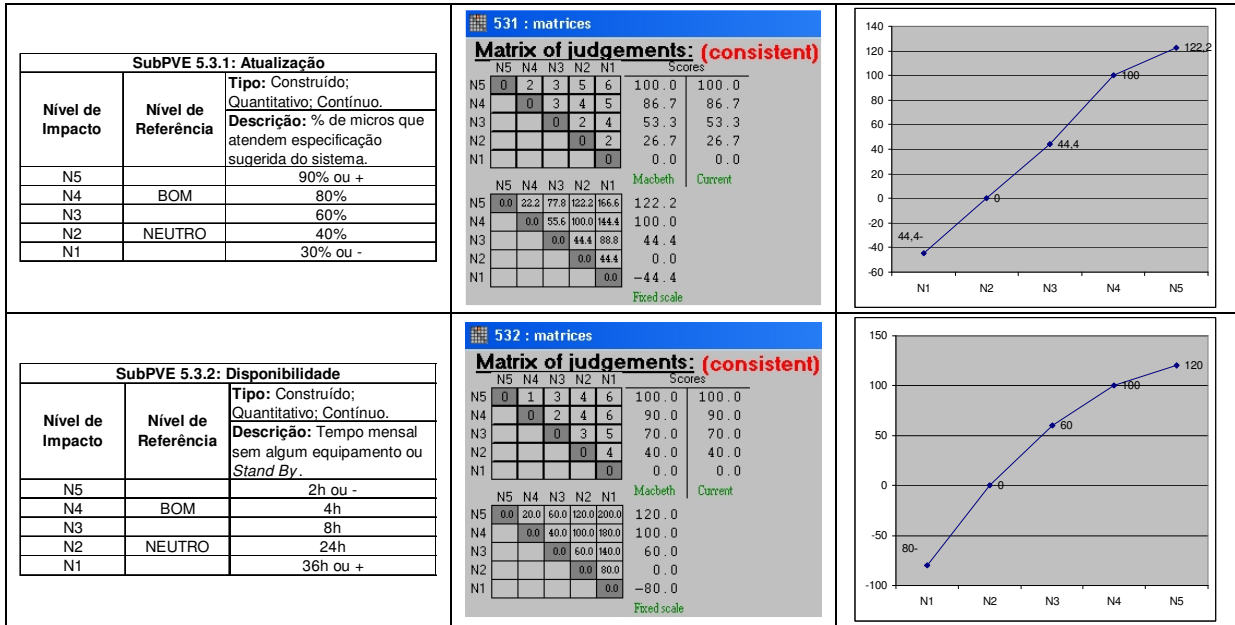 SubPVE 5.3.1: Atualização
Nível de Impacto
Nível de Referência
Tipo: Construído;
Quantitativo; Contínuo.
Descrição: % de micros que
atendem especificação
sugerida do sistema.
N5 90% ou +
N4 BOM 80%
N3 60%
N2 NEUTRO 40%
N1 30% ou -
531 : matrices
Matrix of judgements: (consistent)
N5 N4 N3 N2 N1 Scores
N5 0 2 3 5 6 100.0 100.0
N4 0 3 4 5 86.7 86.7
N3 0 2 4 53.3 53.3
N2 0 2 26.7 26.7
N1 0 0.0 0.0
Macbeth Current
N5 N4 N3 N2 N1
N5 0.0 22.2 77.8 122.2 166.6 122.2
N4 0.0 55.6 100.0 144.4 100.0
N3 0.0 44.4 88.8 44.4
N2 0.0 44.4 0.0
N1 0.0 -44.4
Fixed scale
140
120
100
80
60
40
20
0
-20
-40
-60
44,4-
0
44,4
100
122,2
N1 N2 N3 N4 N5
SubPVE 5.3.2: Disponibilidade
Nível de Impacto
Nível de Referência
Tipo: Construído;
Quantitativo; Contínuo.
Descrição: Tempo mensal
sem algum equipamento ou
Stand By.
N5 2h ou -
N4 BOM 4h
N3 8h
N2 NEUTRO 24h
N1 36h ou +
532 : matrices
Matrix of judgements: (consistent)
N5 N4 N3 N2 N1 Scores
N5 0 1 3 4 6 100.0 100.0
N4 0 2 4 6 90.0 90.0
N3 0 3 5 70.0 70.0
N2 0 4 40.0 40.0
N1 0 0.0 0.0
Macbeth Current
N5 N4 N3 N2 N1
N5 0.0 20.0 60.0 120.0 200.0 120.0
N4 0.0 40.0 100.0 180.0 100.0
N3 0.0 60.0 140.0 60.0
N2 0.0 80.0 0.0
N1 0.0 -80.0
Fixed scale
150
100
50
0
-50
-100
80-
0
60
100
120
N1 N2 N3 N4 N5